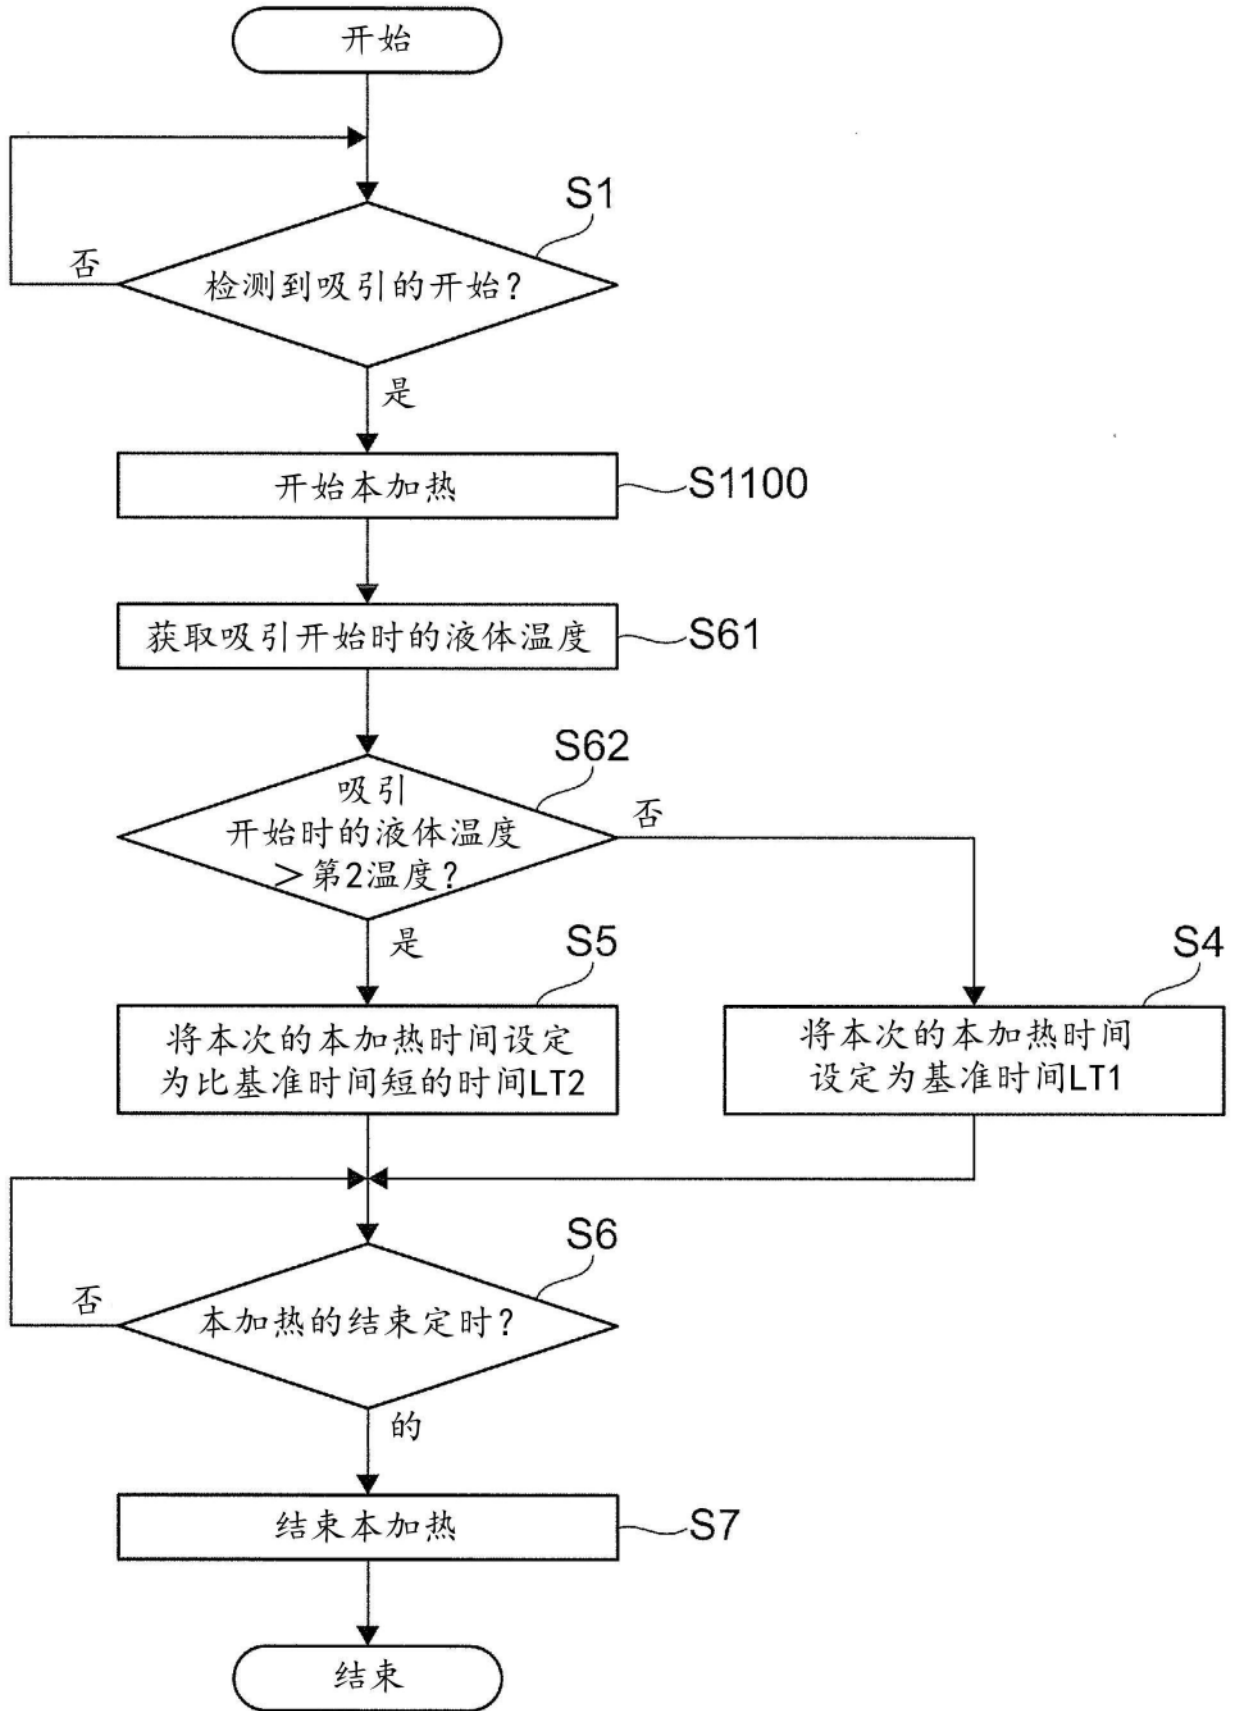 开始
S1
否
检测到吸引的开始?
是
开始本加热
S1100
获取吸引开始时的液体温度
S61
S62
吸引
开始时的液体温度
＞第2温度?
否
是
S5
S4
将本次的本加热时间设定
为比基准时间短的时间LT2
将本次的本加热时间
设定为基准时间LT1
S6
否
本加热的结束定时?
的
结束本加热
S7
结束